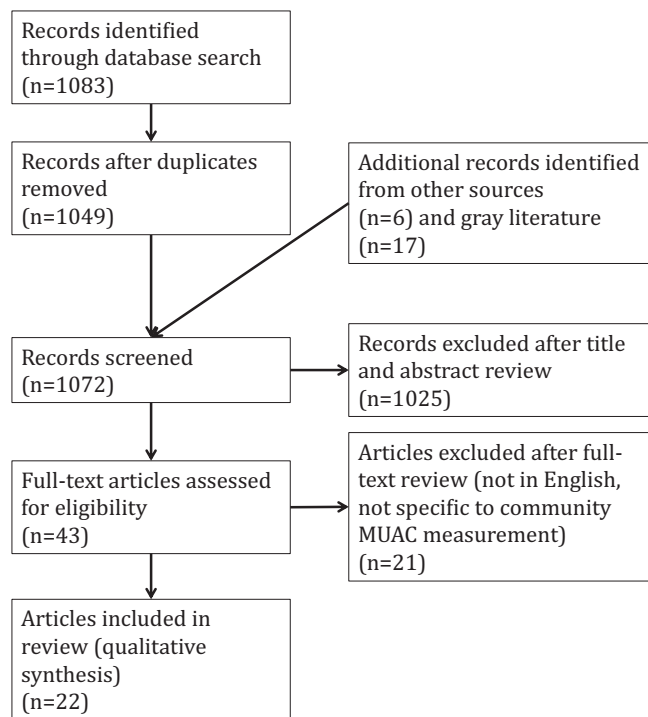 Records identified
through database search
(n=1083)
Records after duplicates
removed
(n=1049)
Additional records identified
from other sources
(n=6) and gray literature
(n=17)
Records screened
(n=1072)
Records excluded after title
and abstract review
(n=1025)
Full-text articles assessed
for eligibility
(n=43)
Articles excluded after full-
text review (not in English,
not specific to community
MUAC measurement)
(n=21)
Articles included in
review (qualitative
synthesis)
(n=22)